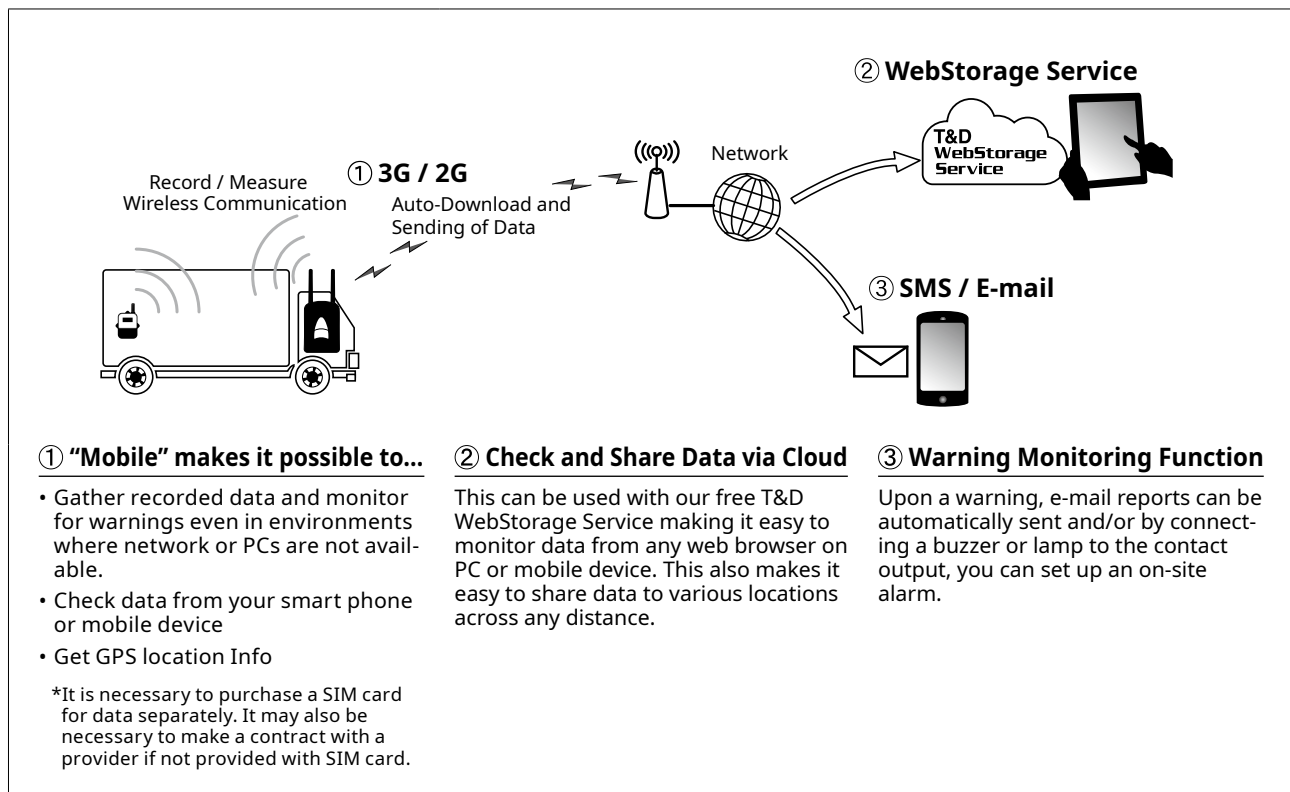 ② WebStorage Service
T&D
WebStorage
Service
Network
① 3G / 2G
Record / Measure
Wireless Communication
Auto-Download and
Sending of Data
③ SMS / E-mail
① “Mobile” makes it possible to...
• Gather recorded data and monitor
for warnings even in environments
where network or PCs are not avail-
able.
• Check data from your smart phone
or mobile device
• Get GPS location Info
*It is necessary to purchase a SIM card
for data separately. It may also be
necessary to make a contract with a
provider if not provided with SIM card.
② Check and Share Data via Cloud
This can be used with our free T&D
WebStorage Service making it easy to
monitor data from any web browser on
PC or mobile device. This also makes it
easy to share data to various locations
across any distance.
③ Warning Monitoring Function
Upon a warning, e-mail reports can be
automatically sent and/or by connect-
ing a buzzer or lamp to the contact
output, you can set up an on-site
alarm.